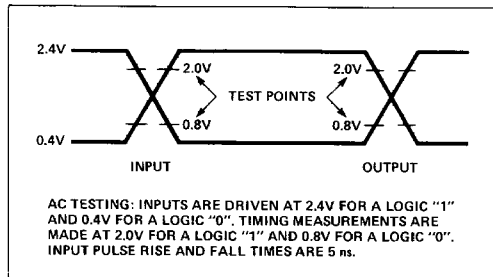 2.4V
2.0V
2.0V
TEST POINTS
0.8V
0.8V
0.4V
INPUT
OUTPUT
AC TESTING: INPUTS ARE DRIVEN AT 2.4V FOR A LOGIC "1"
AND 0.4V FOR A LOGIC "0". TIMING MEASUREMENTS ARE
MADE AT 2.0V FOR A LOGIC "1" AND 0.8V FOR A LOGIC "0".
INPUT PULSE RISE AND FALL TIMES ARE 5 ns.